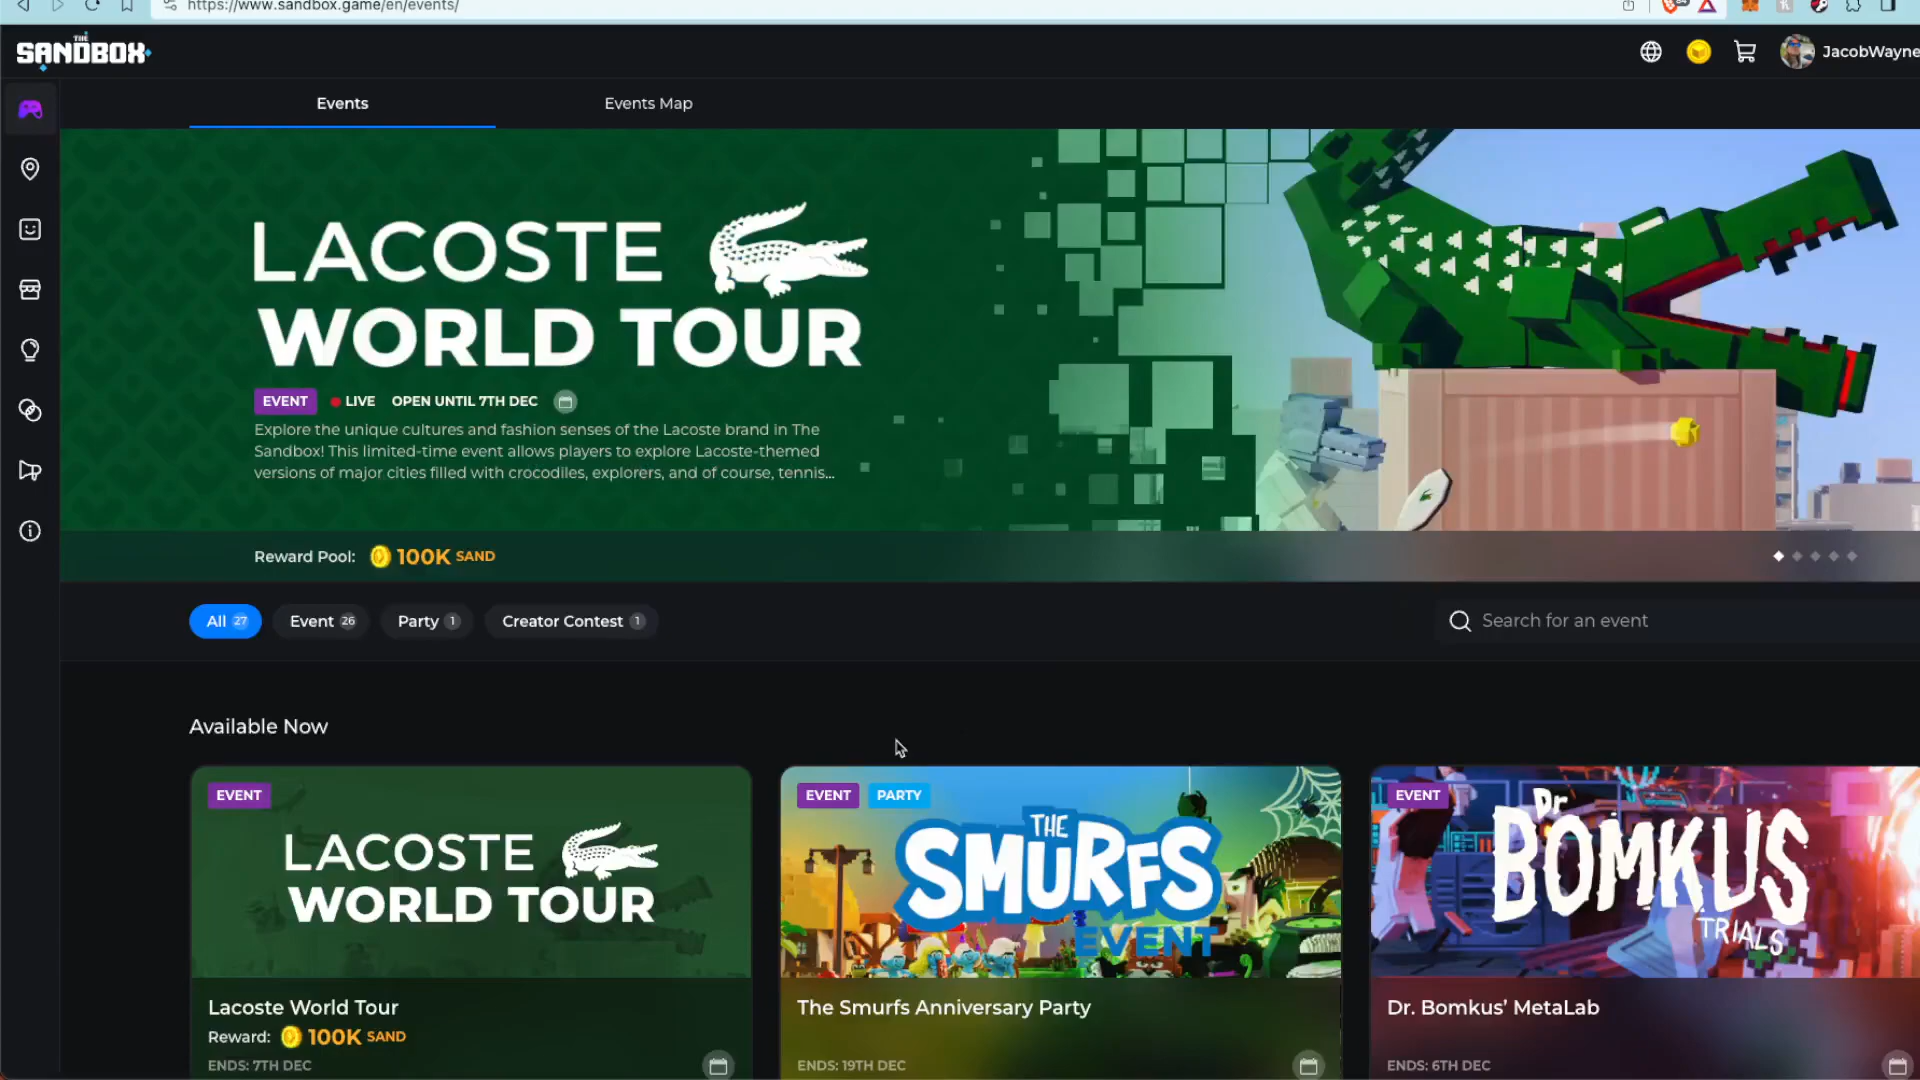 https://www.sandbox.game/en/events/
THE
SANDBOX
JacobWayne
Events
Events Map
LACOSTE
WORLD TOUR
EVENT LIVE OPEN UNTIL 7TH DEC
Explore the unique cultures and fashion senses of the Lacoste brand in The
Sandbox! This limited-time event allows players to explore Lacoste-themed
versions of major cities filled with crocodiles, explorers, and of course, tennis...
Reward Pool: 100K SAND
All 27
Event 26
Party 1
Creator Contest 1
Search for an event
Available Now
EVENT
LACOSTE
WORLD TOUR
Lacoste World Tour
Reward: 100K SAND
ENDS: 7TH DEC
EVENT PARTY
THE
SMURFS
EVENT
The Smurfs Anniversary Party
ENDS: 19TH DEC
EVENT
Dr.
BOMKUS
TRIALS
Dr. Bomkus’ MetaLab
ENDS: 6TH DEC